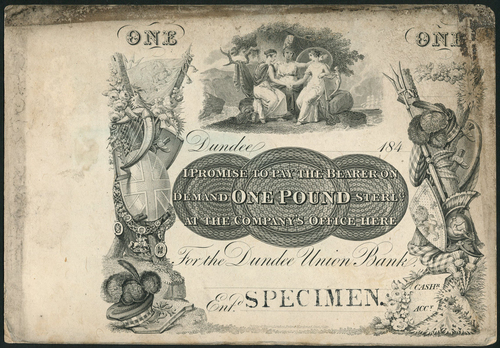 ONE
ONE
Dundee 184
I PROMISE TO PAY THE BEARER ON
DEMAND ONE POUND STERLG
AT THE COMPANY'S OFFICE HERE
For the Dundee Union Bank
CASHR.
Entd. SPECIMEN.
ACCT.